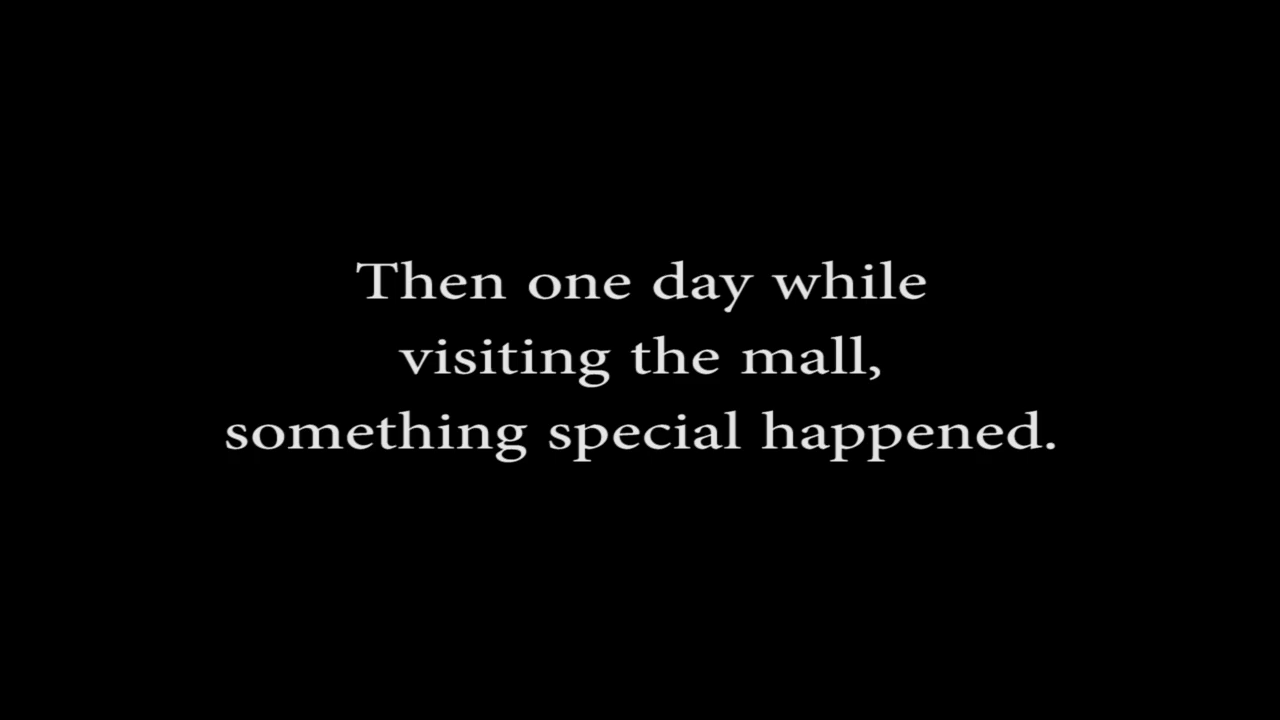 Then one day while
visiting the mall,
something special happened.